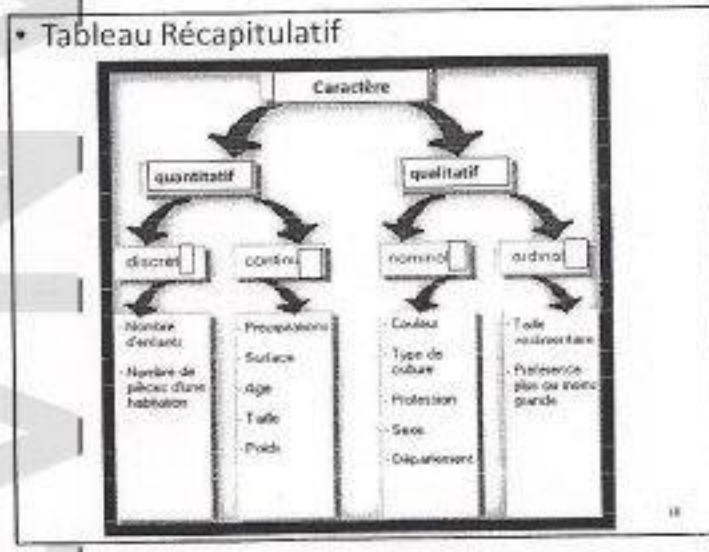 • Tableau Récapitulatif
Caractère
quantitatif
qualitatif
discret
continu
nominal
ordinal
- Nombre
d'enfants
- Nombre de
pièces d'une
habitation
- Précipitations
- Surface
- Age
- Taille
- Poids
- Couleur
- Type de
culture
- Profession
- Sexe
- Département
- Taille
vestimentaire
- Préférence
plus ou moins
grande